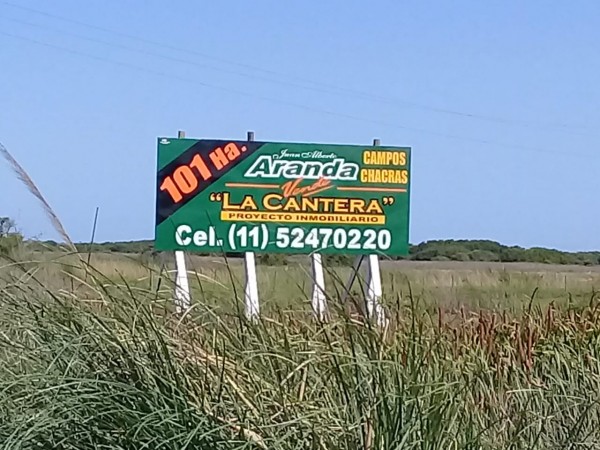 101 Ha.
Juan Alberto
Aranda
Vende
CAMPOS
CHACRAS
"LA CANTERA"
PROYECTO INMOBILIARIO
Cel. (11) 52470220